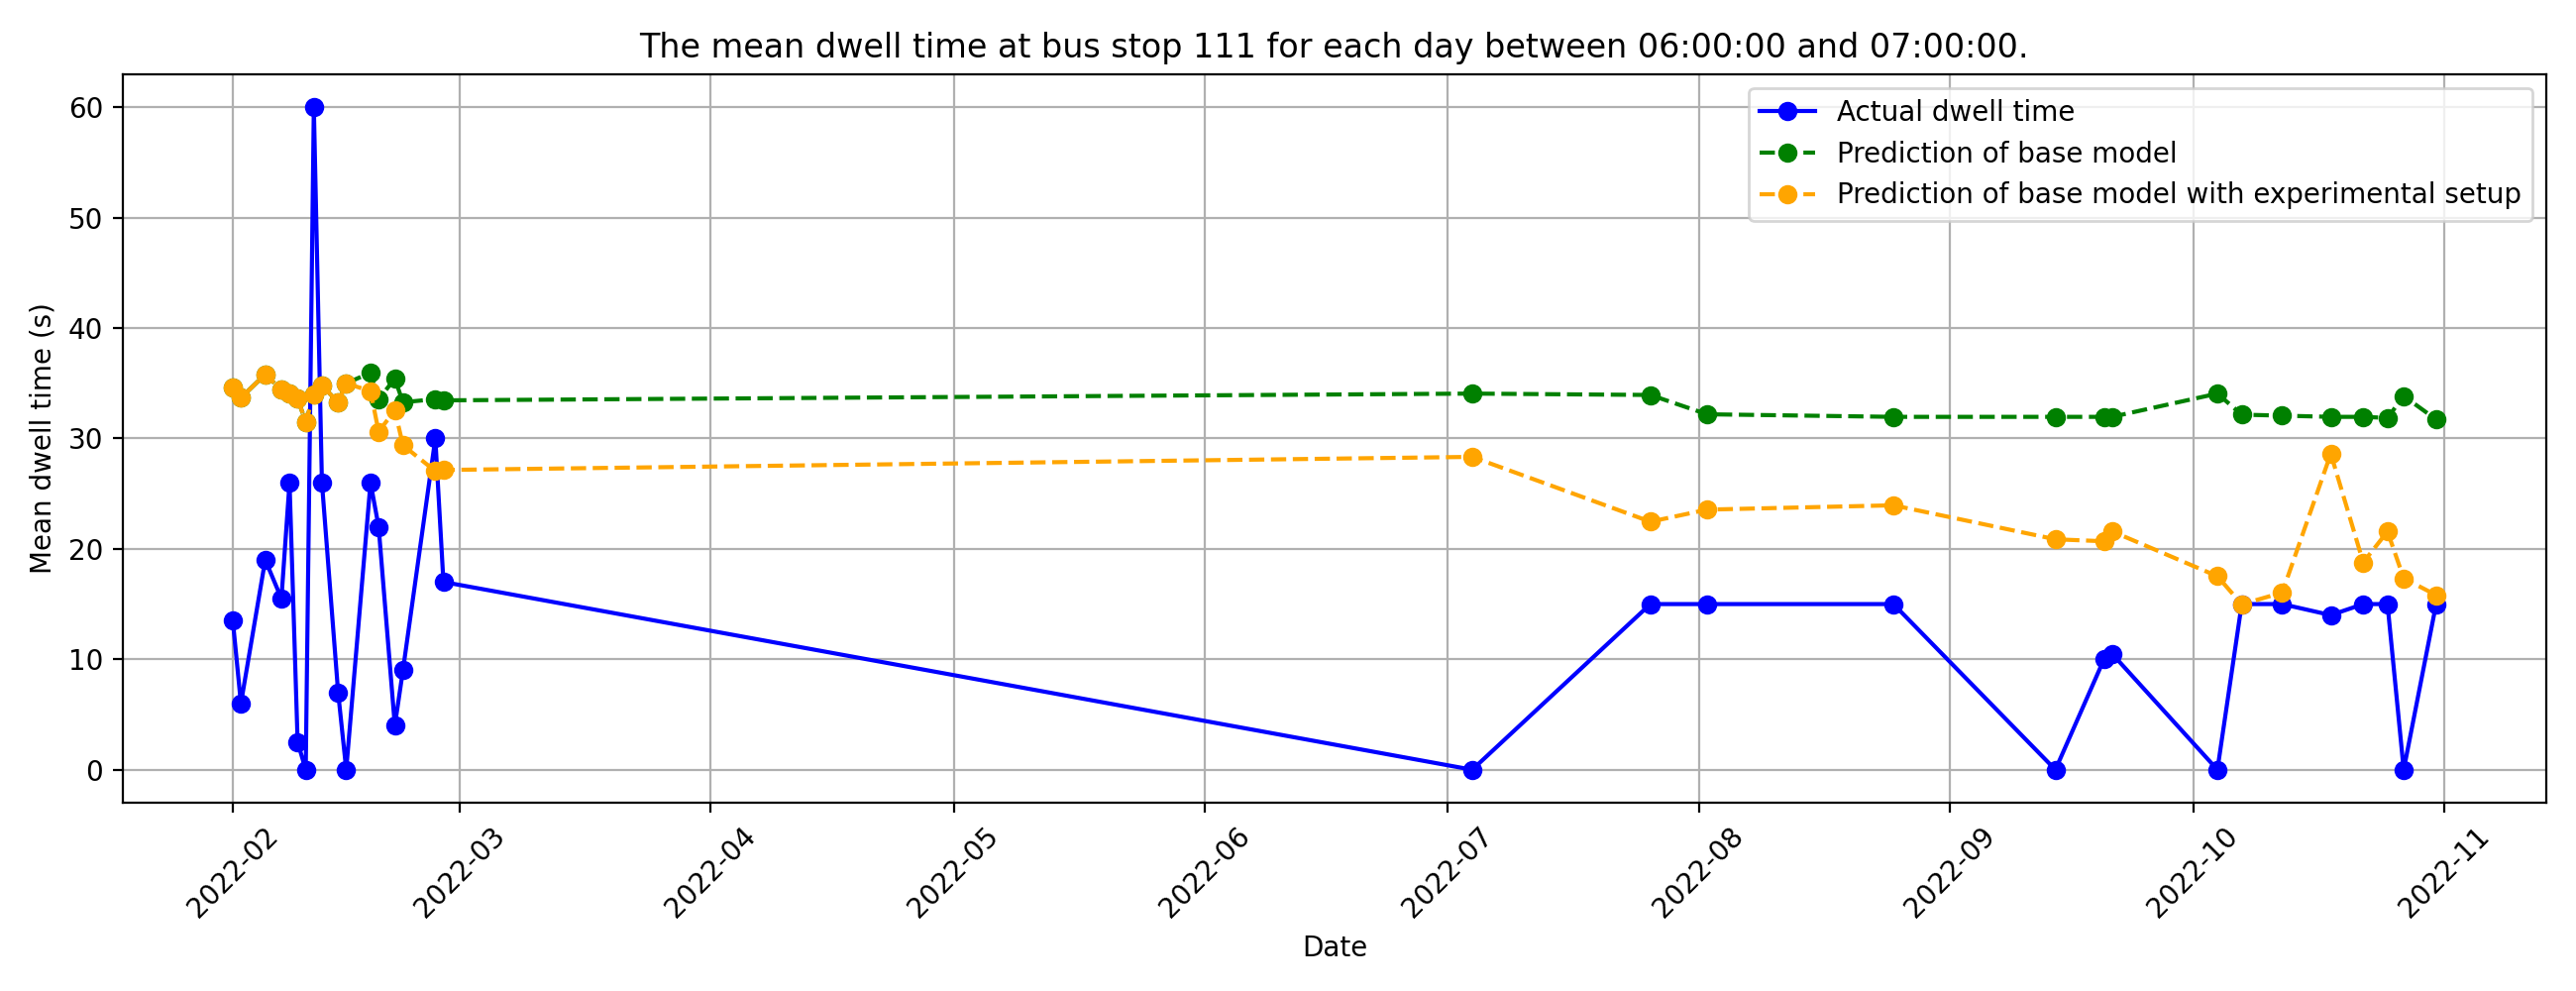 The mean dwell time at bus stop 111 for each day between 06:00:00 and 07:00:00.
Actual dwell time
Prediction of base model
Prediction of base model with experimental setup
Mean dwell time (s)
60
50
40
30
20
10
0
2022-02
2022-03
2022-04
2022-05
2022-06
2022-07
2022-08
2022-09
2022-10
2022-11
Date